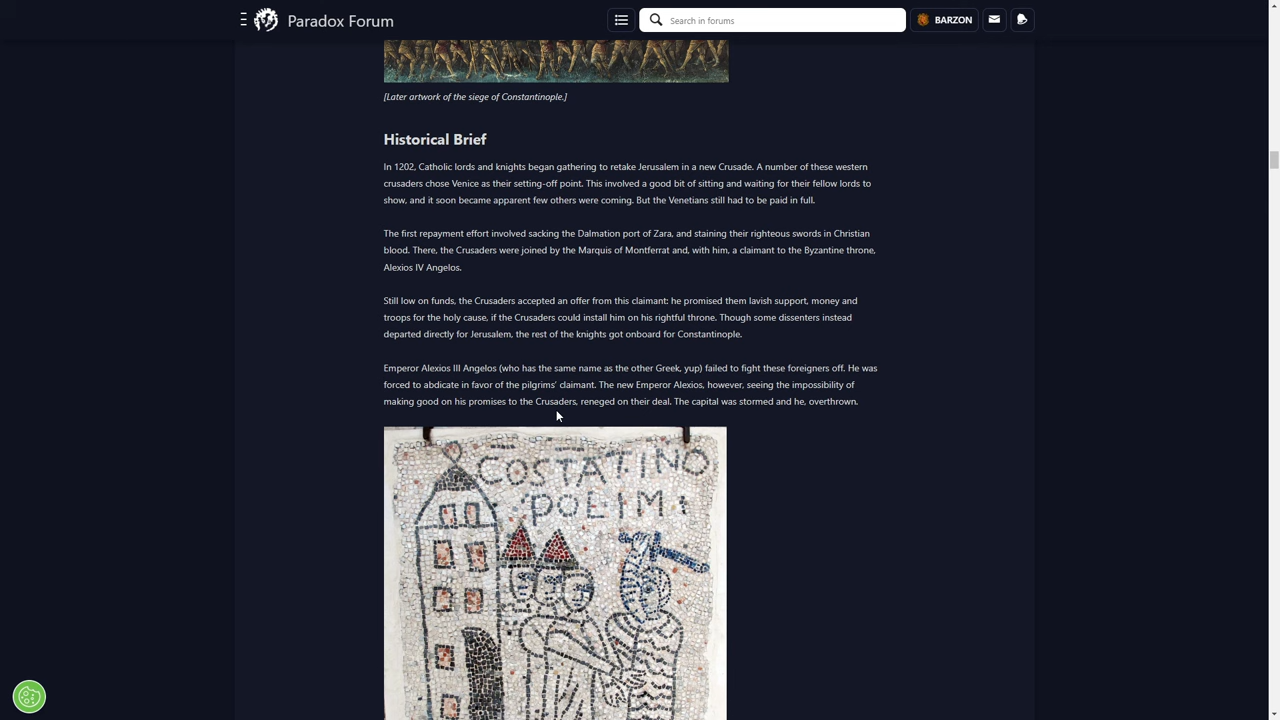 Paradox Forum
Search in forums
BARZON
[Later artwork of the siege of Constantinople.]
Historical Brief
In 1202, Catholic lords and knights began gathering to retake Jerusalem in a new Crusade. A number of these western
crusaders chose Venice as their setting-off point. This involved a good bit of sitting and waiting for their fellow lords to
show, and it soon became apparent few others were coming. But the Venetians still had to be paid in full.
The first repayment effort involved sacking the Dalmation port of Zara, and staining their righteous swords in Christian
blood. There, the Crusaders were joined by the Marquis of Montferrat and, with him, a claimant to the Byzantine throne,
Alexios IV Angelos.
Still low on funds, the Crusaders accepted an offer from this claimant: he promised them lavish support, money and
troops for the holy cause, if the Crusaders could install him on his rightful throne. Though some dissenters instead
departed directly for Jerusalem, the rest of the knights got onboard for Constantinople.
Emperor Alexios III Angelos (who has the same name as the other Greek, yup) failed to fight these foreigners off. He was
forced to abdicate in favor of the pilgrims’ claimant. The new Emperor Alexios, however, seeing the impossibility of
making good on his promises to the Crusaders, reneged on their deal. The capital was stormed and he, overthrown.
COSTATINO
POLIM